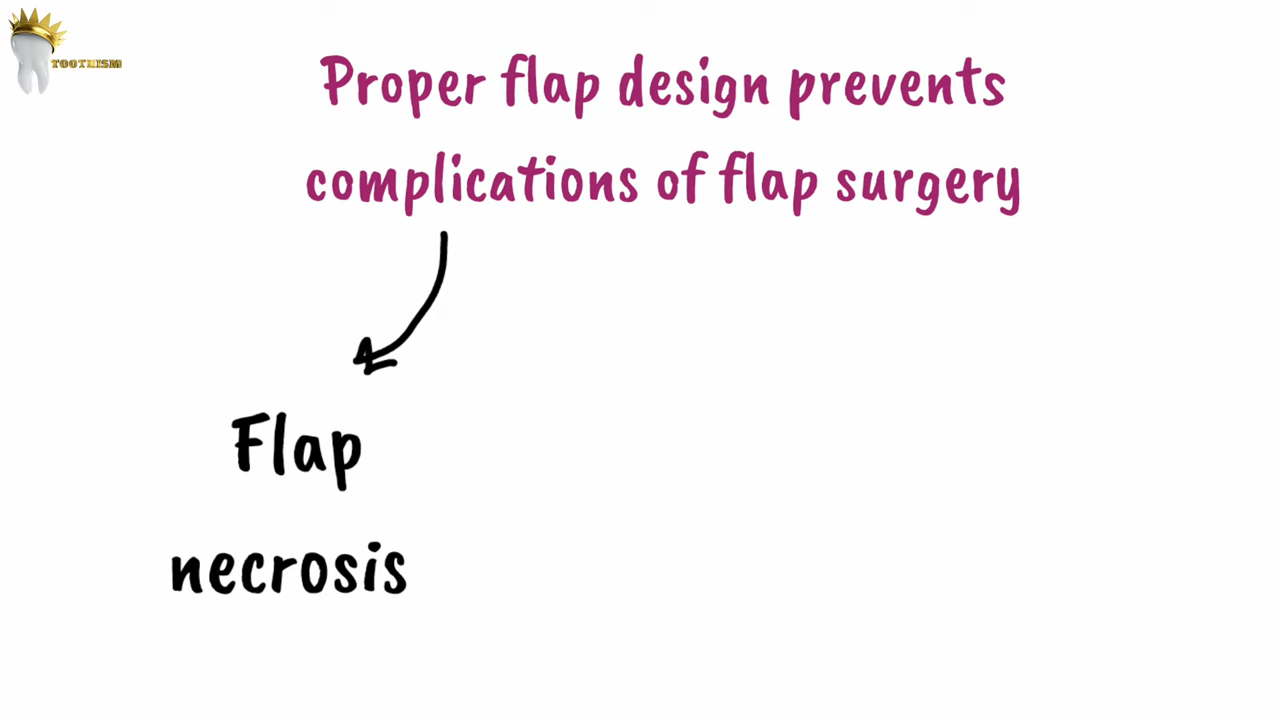 TOOTHISM
Proper flap design prevents
complications of flap surgery
Flap
necrosis